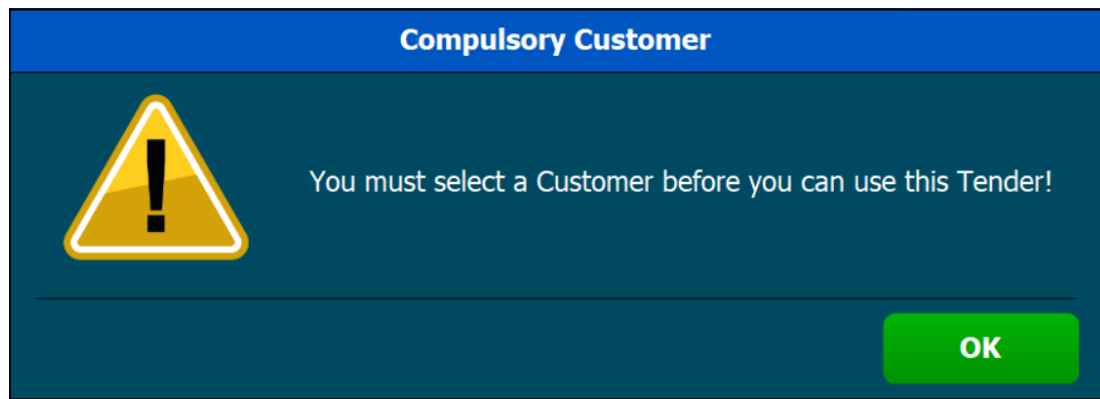 Compulsory Customer
You must select a Customer before you can use this Tender!
OK